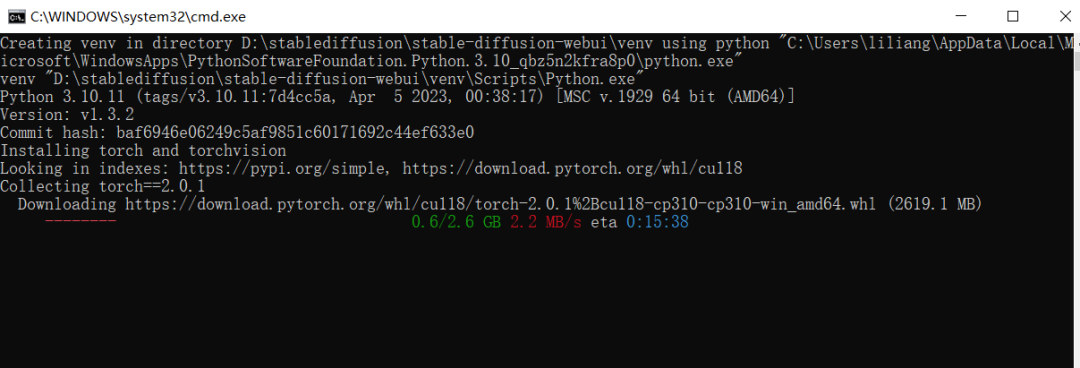 C:\WINDOWS\system32\cmd.exe
Creating venv in directory D:\stablediffusion\stable-diffusion-webui\venv using python "C:\Users\liliang\AppData\Local\M
icrosoft\WindowsApps\PythonSoftwareFoundation.Python.3.10_qbz5n2kfra8p0\python.exe"
venv "D:\stablediffusion\stable-diffusion-webui\venv\Scripts\Python.exe"
Python 3.10.11 (tags/v3.10.11:7d4cc5a, Apr  5 2023, 00:38:17) [MSC v.1929 64 bit (AMD64)]
Version: v1.3.2
Commit hash: baf6946e06249c5af9851c60171692c44ef633e0
Installing torch and torchvision
Looking in indexes: https://pypi.org/simple, https://download.pytorch.org/whl/cu118
Collecting torch==2.0.1
  Downloading https://download.pytorch.org/whl/cu118/torch-2.0.1%2Bcu118-cp310-cp310-win_amd64.whl (2619.1 MB)
-------- 0.6/2.6 GB 2.2 MB/s eta 0:15:38